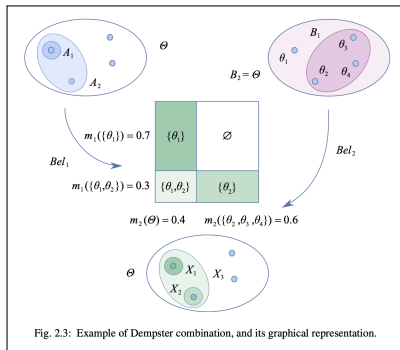 A₁
Θ
A₂
B₁
θ₁
θ₃
B₂ = Θ
θ₂
θ₄
m₁({θ₁}) = 0.7
{θ₁}
∅
Bel₁
Bel₂
m₁({θ₁,θ₂}) = 0.3
{θ₁,θ₂}
{θ₂}
m₂(Θ) = 0.4
m₂({θ₂,θ₃,θ₄}) = 0.6
Θ
X₁
X₃
X₂
Fig. 2.3: Example of Dempster combination, and its graphical representation.